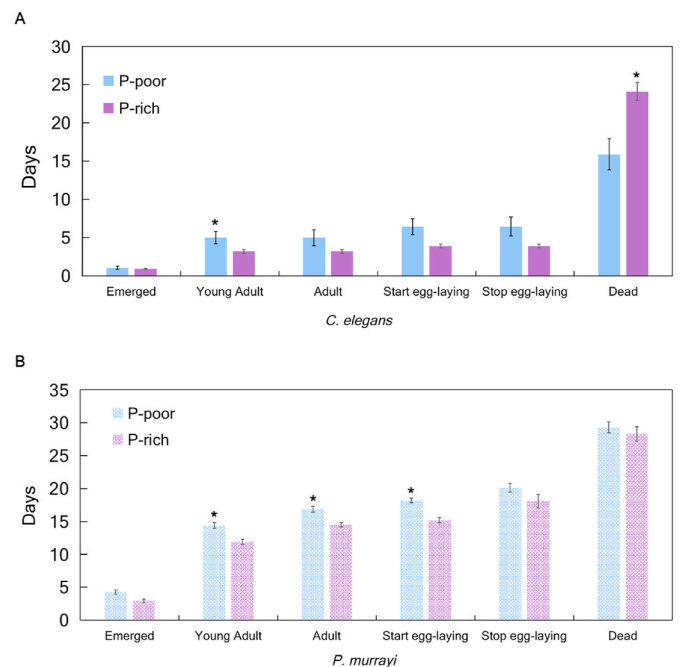 A
30
25
20
15
10
5
0
Days
P-poor
P-rich
*
*
Emerged Young Adult Adult Start egg-laying Stop egg-laying Dead
C. elegans
B
35
30
25
20
15
10
5
0
Days
P-poor
P-rich
*
*
*
Emerged Young Adult Adult Start egg-laying Stop egg-laying Dead
P. murrayi